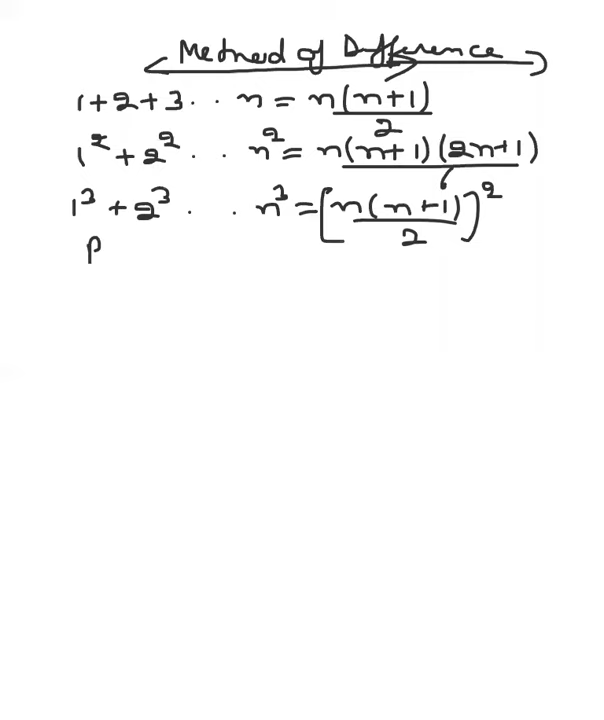 Method of Difference
1+2+3 . . n = n(n+1)/2
1² + 2² . . n² = n(n+1)(2n+1)/6
1³ + 2³ . . n³ = [n(n+1)/2]²
P